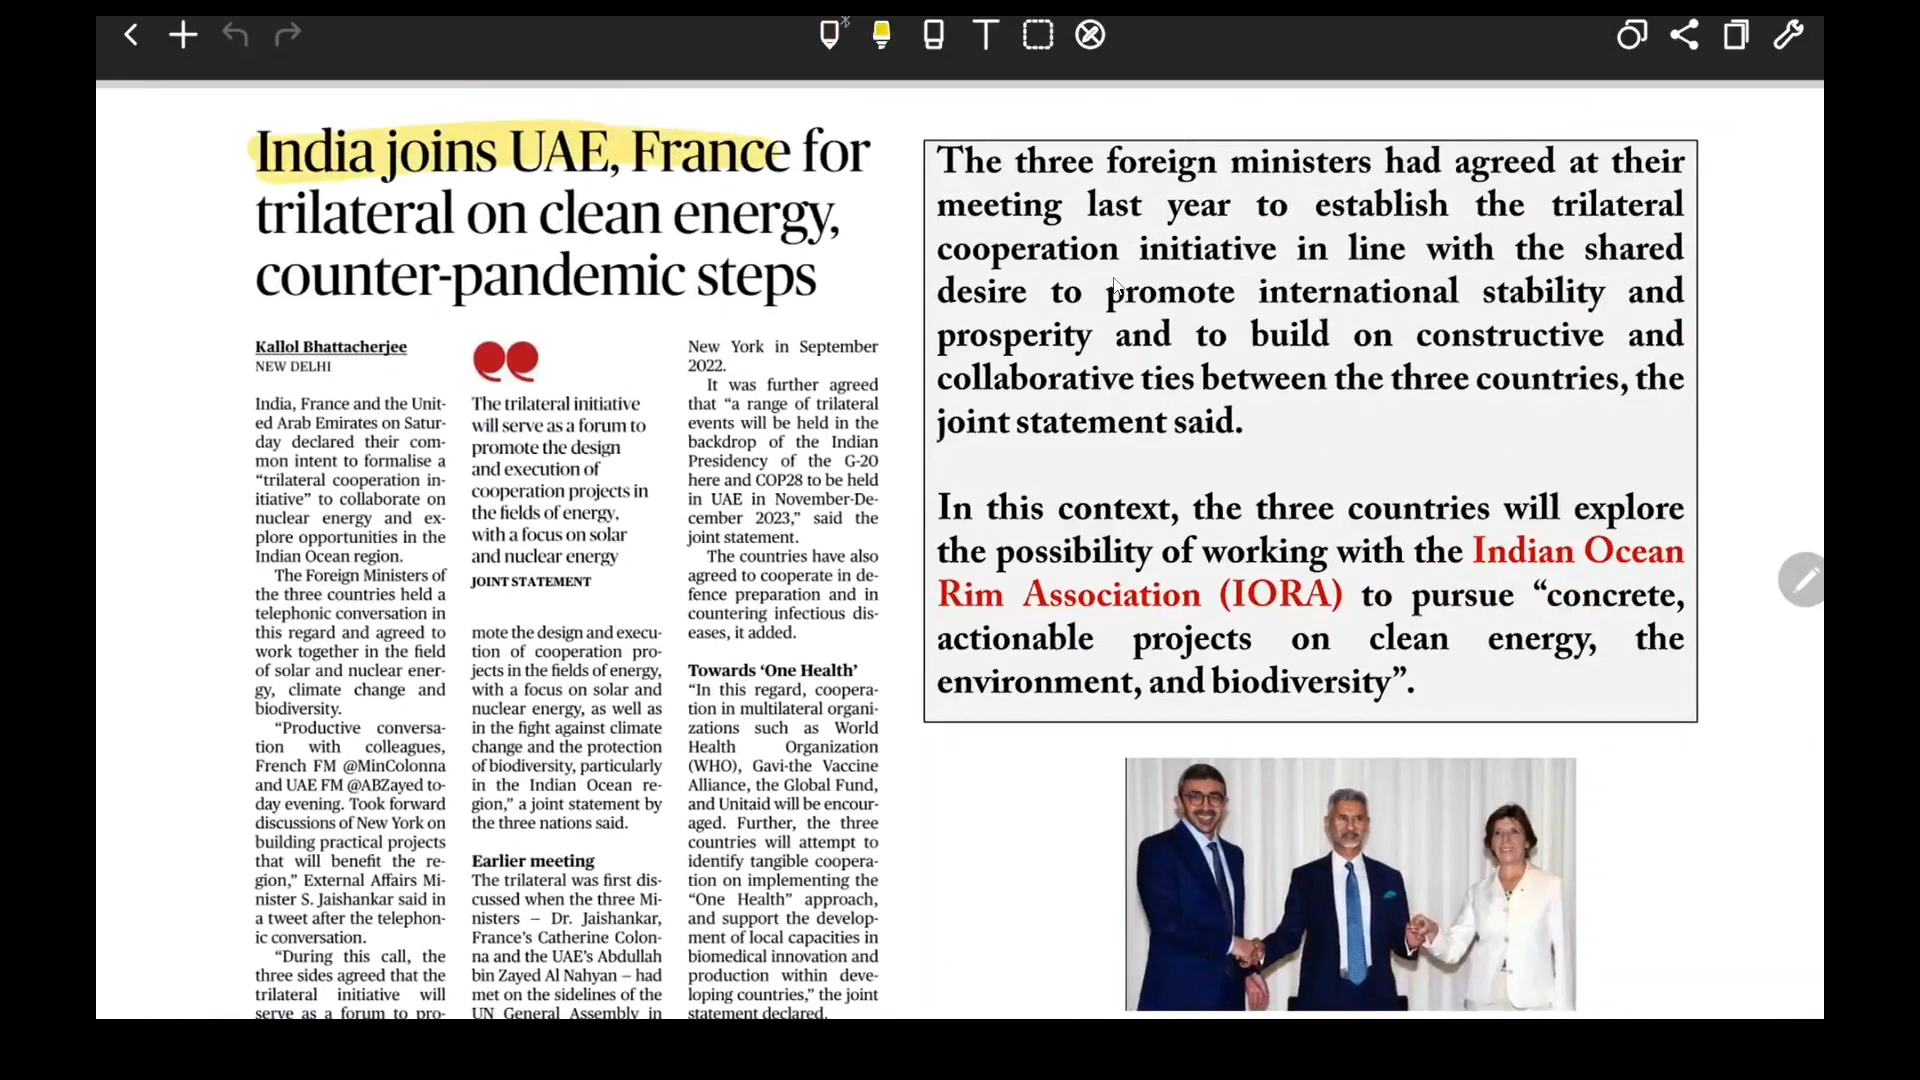 India joins UAE, France for
trilateral on clean energy,
counter-pandemic steps
Kallol Bhattacherjee
NEW DELHI
India, France and the Unit-
ed Arab Emirates on Satur-
day declared their com-
mon intent to formalise a
“trilateral cooperation in-
itiative” to collaborate on
nuclear energy and ex-
plore opportunities in the
Indian Ocean region.
The Foreign Ministers of
the three countries held a
telephonic conversation in
this regard and agreed to
work together in the field
of solar and nuclear ener-
gy, climate change and
biodiversity.
“Productive conversa-
tion with colleagues,
French FM @MinColonna
and UAE FM @ABZayed to-
day evening. Took forward
discussions of New York on
building practical projects
that will benefit the re-
gion,” External Affairs Mi-
nister S. Jaishankar said in
a tweet after the telephon-
ic conversation.
“During this call, the
three sides agreed that the
trilateral initiative will
serve as a forum to pro-
The trilateral initiative
will serve as a forum to
promote the design
and execution of
cooperation projects in
the fields of energy,
with a focus on solar
and nuclear energy
JOINT STATEMENT
mote the design and execu-
tion of cooperation pro-
jects in the fields of energy,
with a focus on solar and
nuclear energy, as well as
in the fight against climate
change and the protection
of biodiversity, particularly
in the Indian Ocean re-
gion,” a joint statement by
the three nations said.
Earlier meeting
The trilateral was first dis-
cussed when the three Mi-
nisters – Dr. Jaishankar,
France’s Catherine Colon-
na and the UAE’s Abdullah
bin Zayed Al Nahyan – had
met on the sidelines of the
UN General Assembly in
New York in September
2022.
It was further agreed
that “a range of trilateral
events will be held in the
backdrop of the Indian
Presidency of the G-20
here and COP28 to be held
in UAE in November-De-
cember 2023,” said the
joint statement.
The countries have also
agreed to cooperate in de-
fence preparation and in
countering infectious dis-
eases, it added.
Towards ‘One Health’
“In this regard, coopera-
tion in multilateral organi-
zations such as World
Health Organization
(WHO), Gavi-the Vaccine
Alliance, the Global Fund,
and Unitaid will be encour-
aged. Further, the three
countries will attempt to
identify tangible coopera-
tion on implementing the
“One Health” approach,
and support the develop-
ment of local capacities in
biomedical innovation and
production within deve-
loping countries,” the joint
statement declared.
The three foreign ministers had agreed at their
meeting last year to establish the trilateral
cooperation initiative in line with the shared
desire to promote international stability and
prosperity and to build on constructive and
collaborative ties between the three countries, the
joint statement said.
In this context, the three countries will explore
the possibility of working with the Indian Ocean
Rim Association (IORA) to pursue “concrete,
actionable projects on clean energy, the
environment, and biodiversity”.